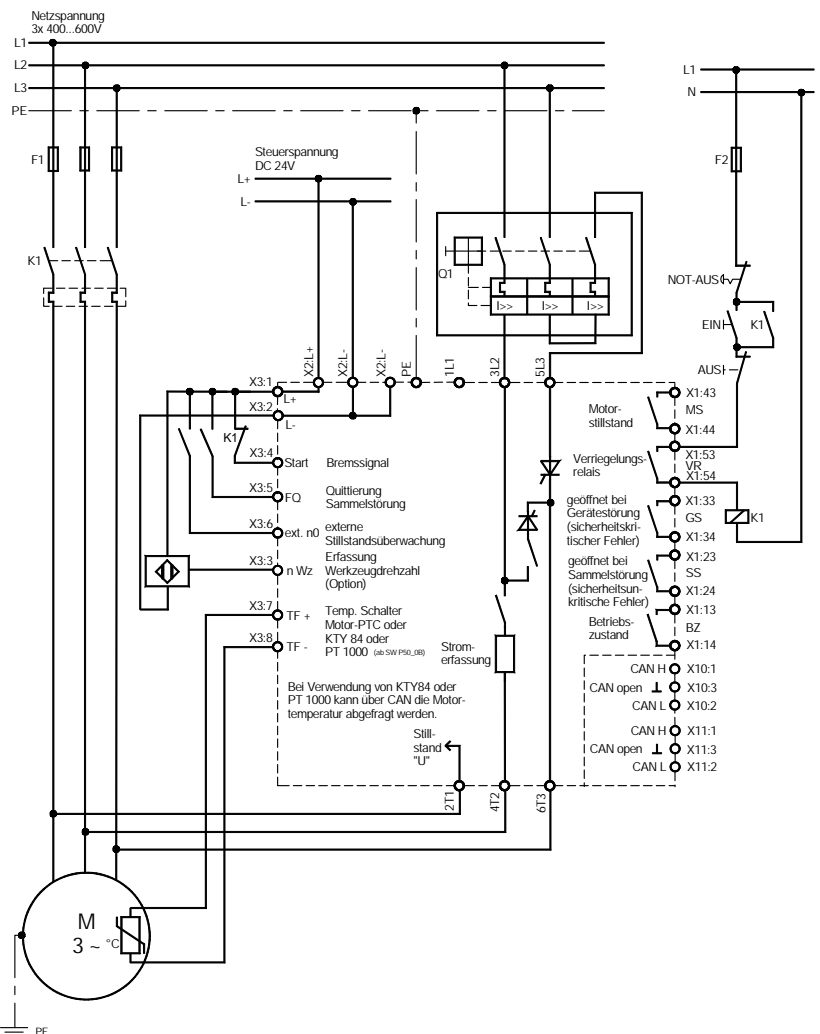 Netzspannung
3x 400...600V
L1
L2
L3
PE
L1
N
F1
F2
Steuerspannung
DC 24V
L+
L-
K1
Q1
I>>
I>>
I>>
NOT-AUS
EIN
K1
AUS
X2:L+
X2:L-
X2:L-
PE
1L1
3L2
5L3
X3:1
L+
X3:2
L-
K1
X3:4
Start
Bremssignal
X3:5
FQ
Quittierung
Sammelstörung
X3:6
ext. n0
externe
Stillstandsüberwachung
X3:3
n Wz
Erfassung
Werkzeugdrehzahl
(Option)
X3:7
TF +
X3:8
TF -
Temp. Schalter
Motor-PTC oder
KTY 84 oder
PT 1000 (ab SW P50_0B)
Bei Verwendung von KTY84 oder
PT 1000 kann über CAN die Motor-
temperatur abgefragt werden.
Strom-
erfassung
Still-
stand
"U"
Motor-
stillstand
X1:43
MS
X1:44
Verriegelungs-
relais
X1:53
VR
X1:54
K1
geöffnet bei
Gerätestörung
(sicherheitskri-
tischer Fehler)
X1:33
GS
X1:34
geöffnet bei
Sammelstörung
(sicherheitsun-
kritische Fehler)
X1:23
SS
X1:24
Betriebs-
zustand
X1:13
BZ
X1:14
CAN H X10:1
CAN open X10:3
CAN L X10:2
CAN H X11:1
CAN open X11:3
CAN L X11:2
2T1
4T2
6T3
M
3 ~
°C
PE